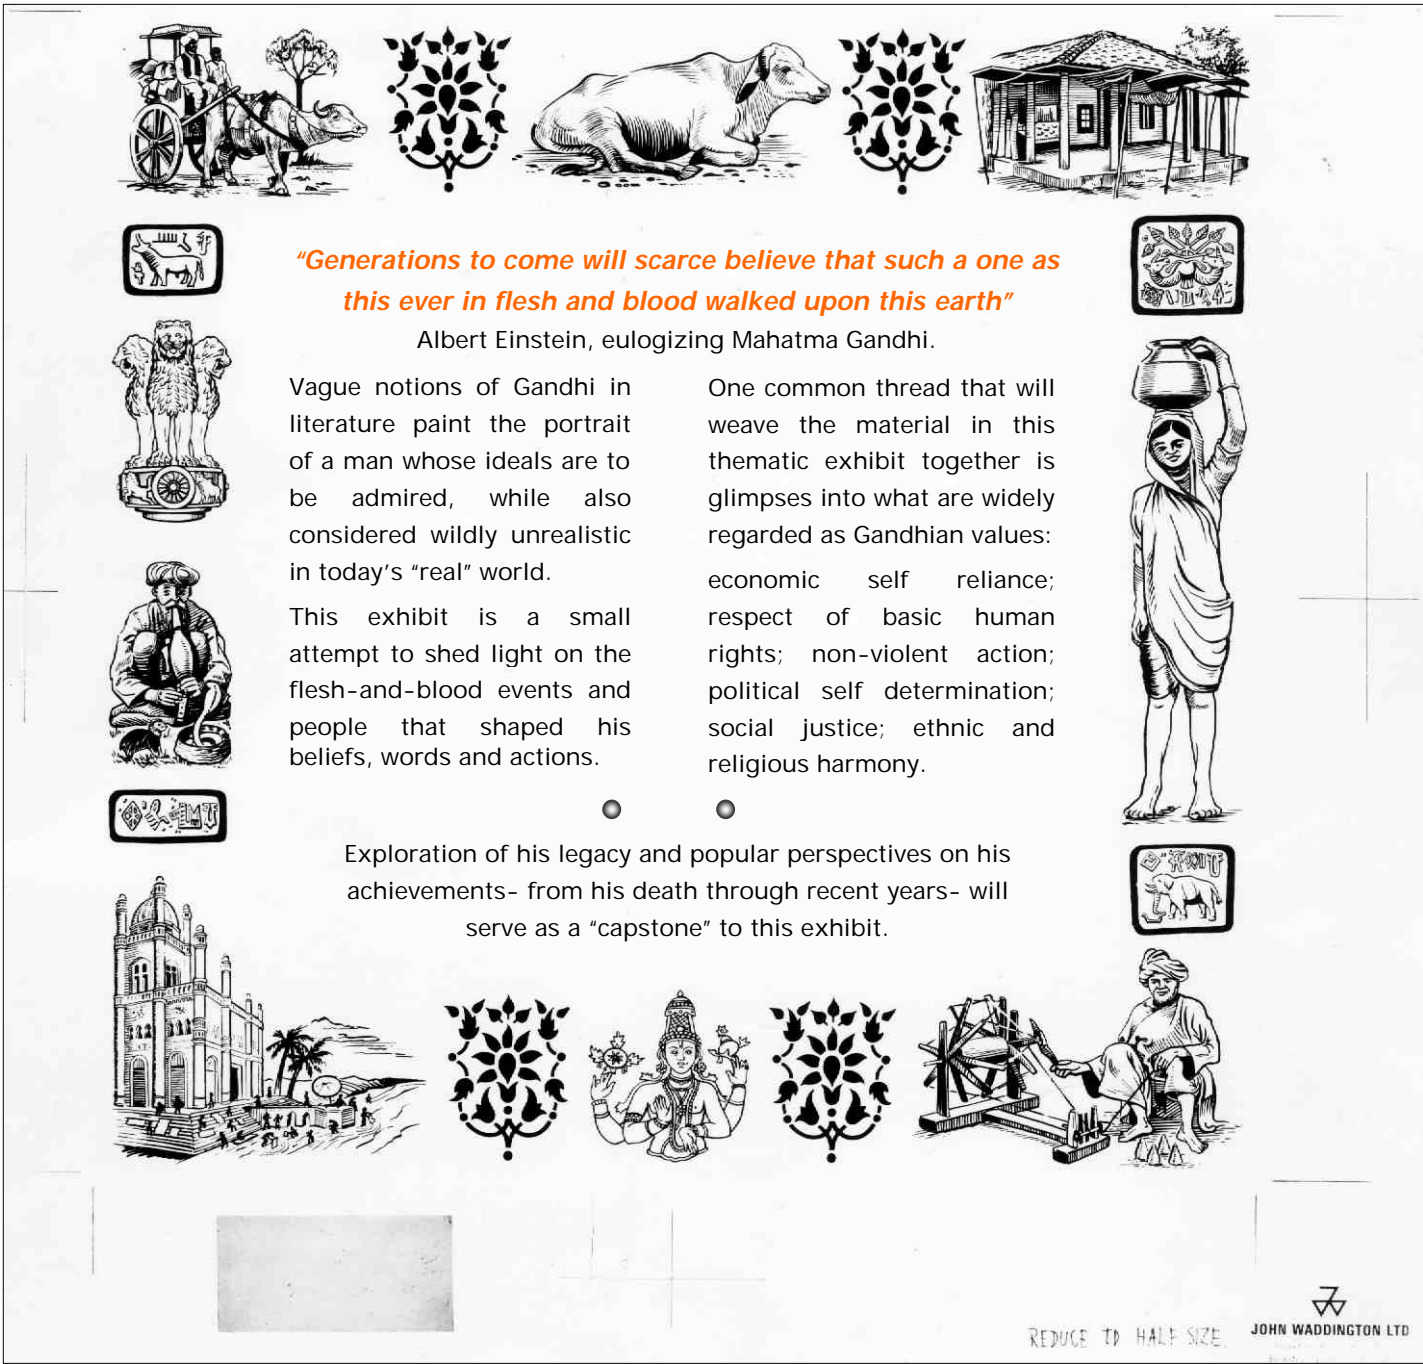 “Generations to come will scarce believe that such a one as
this ever in flesh and blood walked upon this earth”
Albert Einstein, eulogizing Mahatma Gandhi.
Vague notions of Gandhi in
literature paint the portrait
of a man whose ideals are to
be admired, while also
considered wildly unrealistic
in today’s “real” world.
This exhibit is a small
attempt to shed light on the
flesh-and-blood events and
people that shaped his
beliefs, words and actions.
One common thread that will
weave the material in this
thematic exhibit together is
glimpses into what are widely
regarded as Gandhian values:
economic self reliance;
respect of basic human
rights; non-violent action;
political self determination;
social justice; ethnic and
religious harmony.
Exploration of his legacy and popular perspectives on his
achievements- from his death through recent years- will
serve as a “capstone” to this exhibit.
REDUCE TO HALF SIZE.
JOHN WADDINGTON LTD